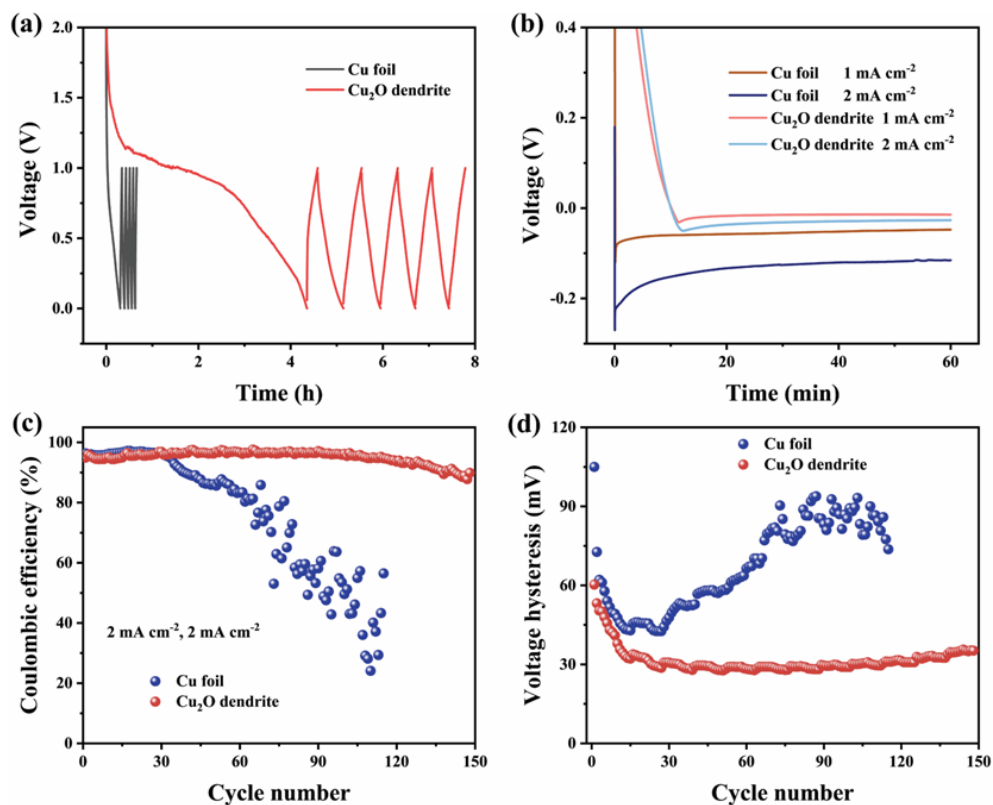 (a)
2.0
1.5
1.0
0.5
0.0
Voltage (V)
Cu foil
Cu₂O dendrite
0 2 4 6 8
Time (h)
(b)
0.4
0.2
0.0
-0.2
Voltage (V)
Cu foil 1 mA cm⁻²
Cu foil 2 mA cm⁻²
Cu₂O dendrite 1 mA cm⁻²
Cu₂O dendrite 2 mA cm⁻²
0 20 40 60
Time (min)
(c)
100
80
60
40
20
0
Coulombic efficiency (%)
2 mA cm⁻², 2 mA cm⁻²
Cu foil
Cu₂O dendrite
0 30 60 90 120 150
Cycle number
(d)
120
90
60
30
0
Voltage hysteresis (mV)
Cu foil
Cu₂O dendrite
0 30 60 90 120 150
Cycle number